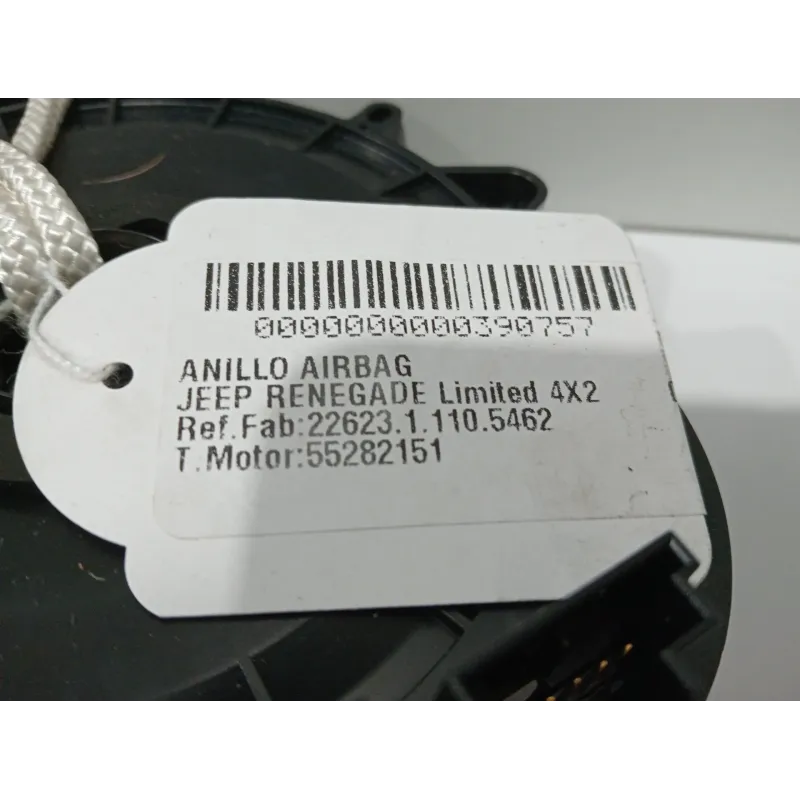 0000000000390757
ANILLO AIRBAG
JEEP RENEGADE Limited 4X2
Ref.Fab:22623.1.110.5462
T.Motor:55282151